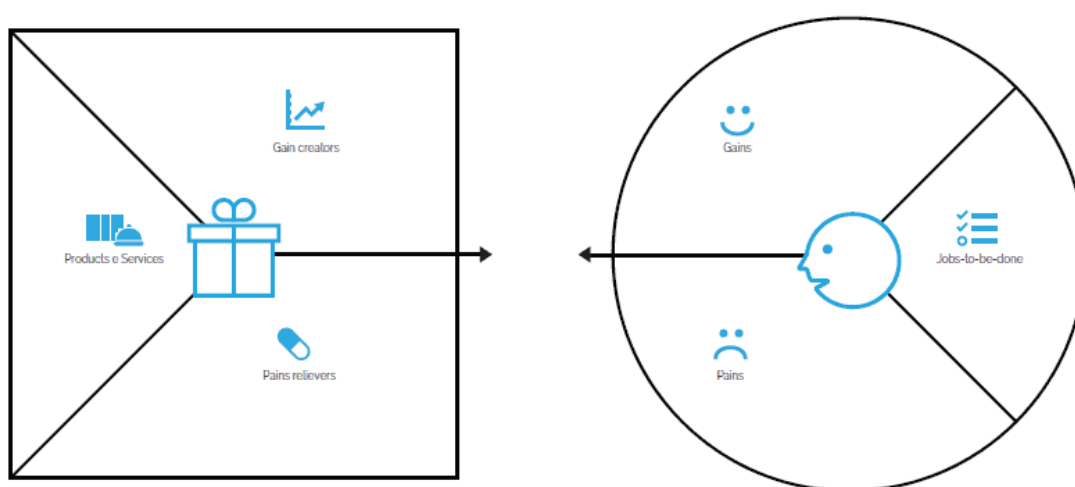 Gain creators
Products e Services
Pains relievers
Gains
Jobs-to-be-done
Pains